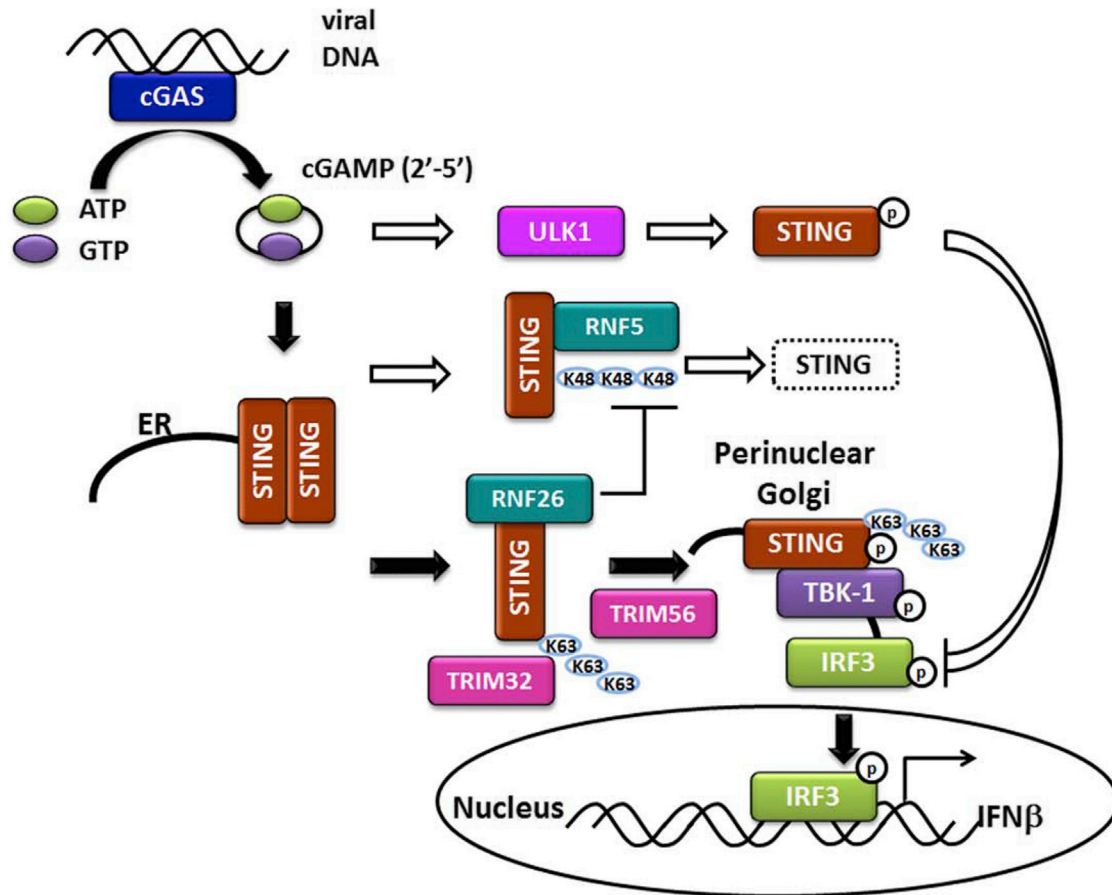 viral
DNA
cGAS
cGAMP (2’-5’)
ATP
GTP
ULK1
STING
p
STING
RNF5
K48 K48 K48
STING
ER
STING
STING
RNF26
STING
K63
K63
K63
TRIM32
TRIM56
Perinuclear
Golgi
STING
p
K63
K63
K63
TBK-1
p
IRF3
p
Nucleus
IRF3
p
IFNβ